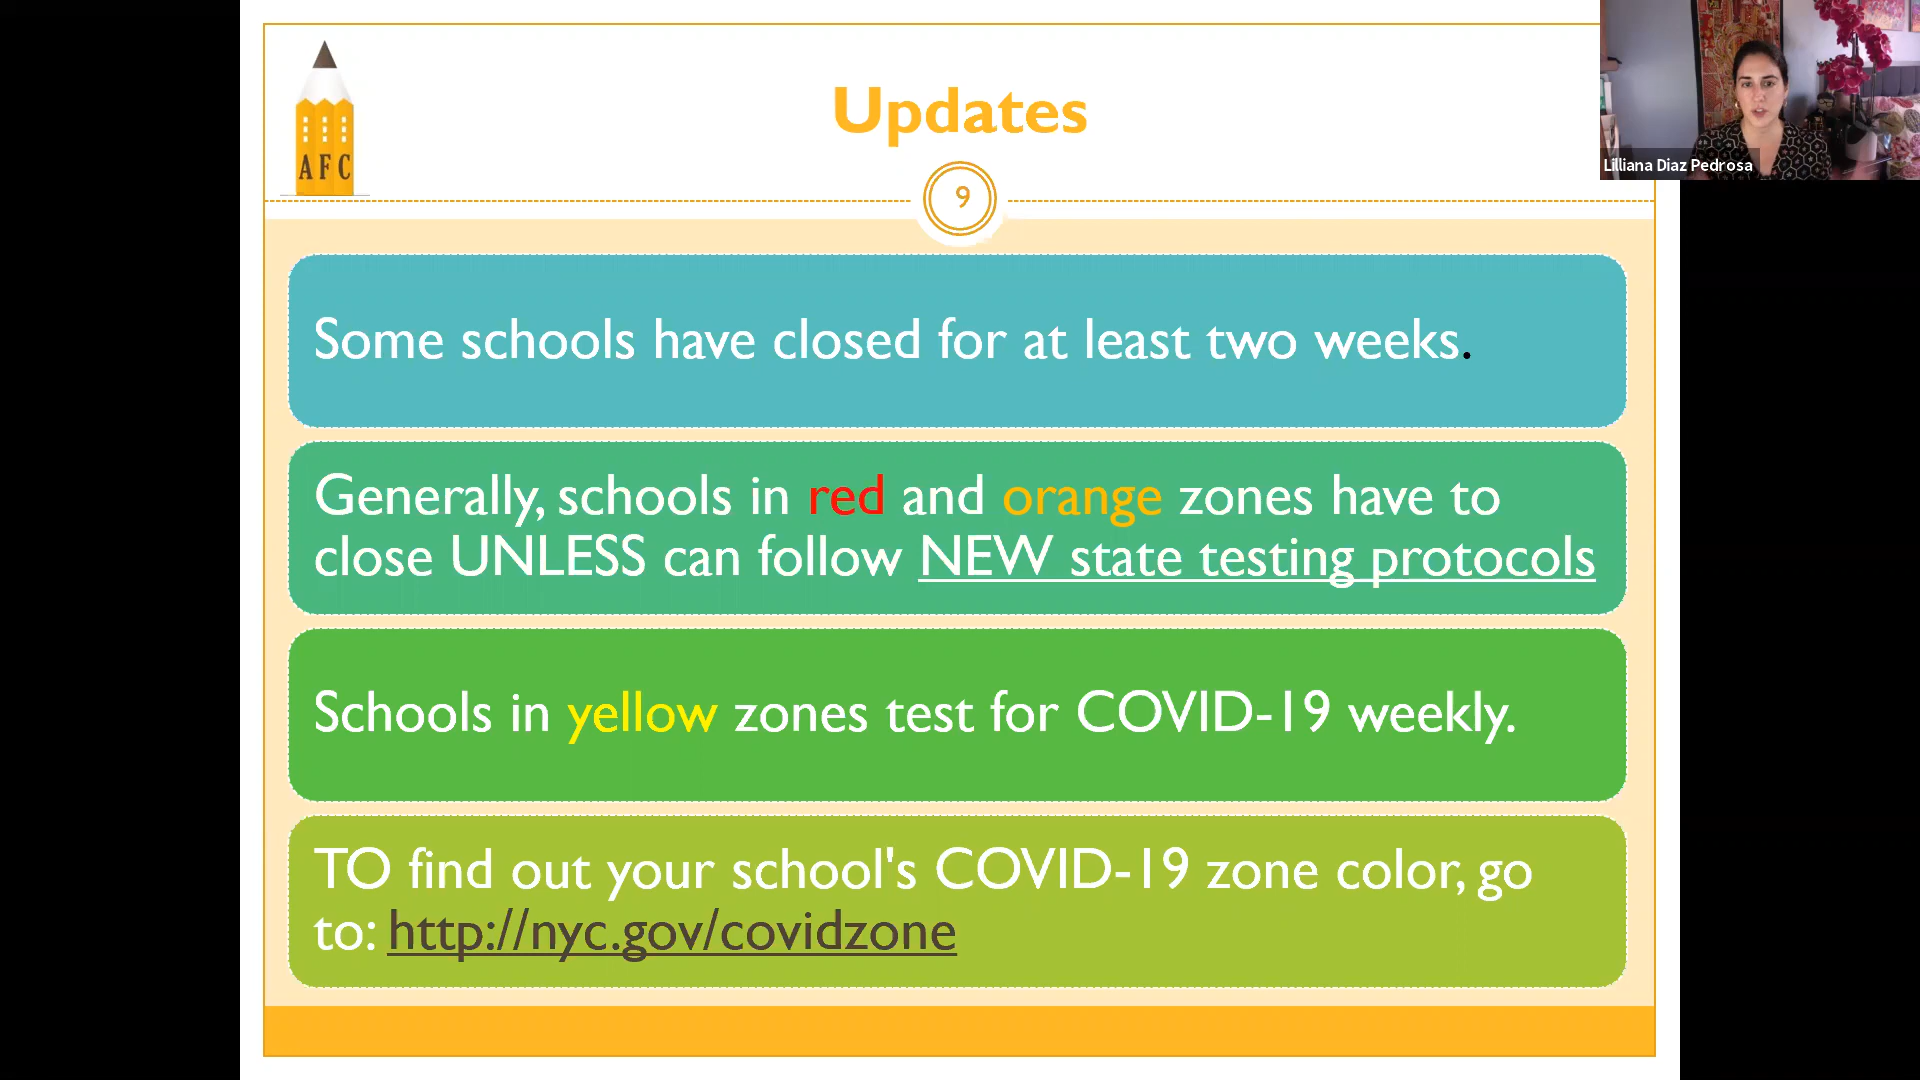 AFC
Updates
9
Lilliana Diaz Pedrosa
Some schools have closed for at least two weeks.
Generally, schools in red and orange zones have to
close UNLESS can follow NEW state testing protocols
Schools in yellow zones test for COVID-19 weekly.
TO find out your school's COVID-19 zone color, go
to: http://nyc.gov/covidzone